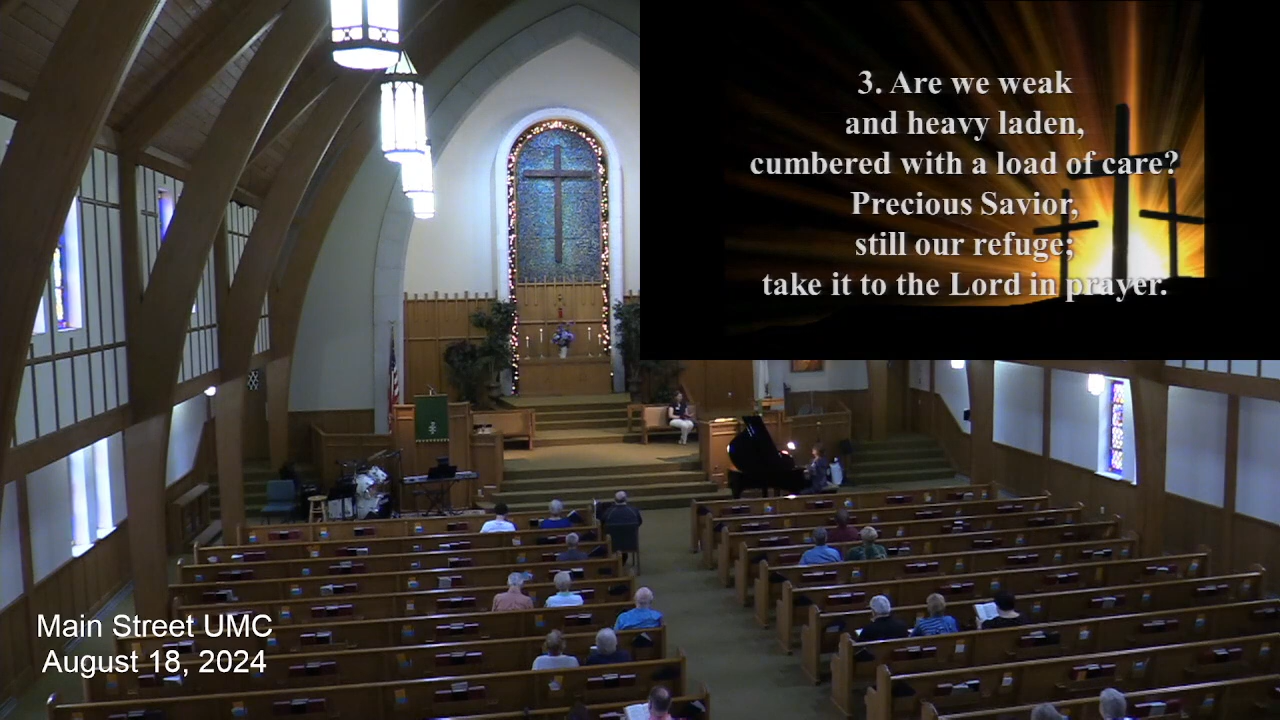 3. Are we weak
and heavy laden,
cumbered with a load of care?
Precious Savior,
still our refuge;
take it to the Lord in prayer.
Main Street UMC
August 18, 2024